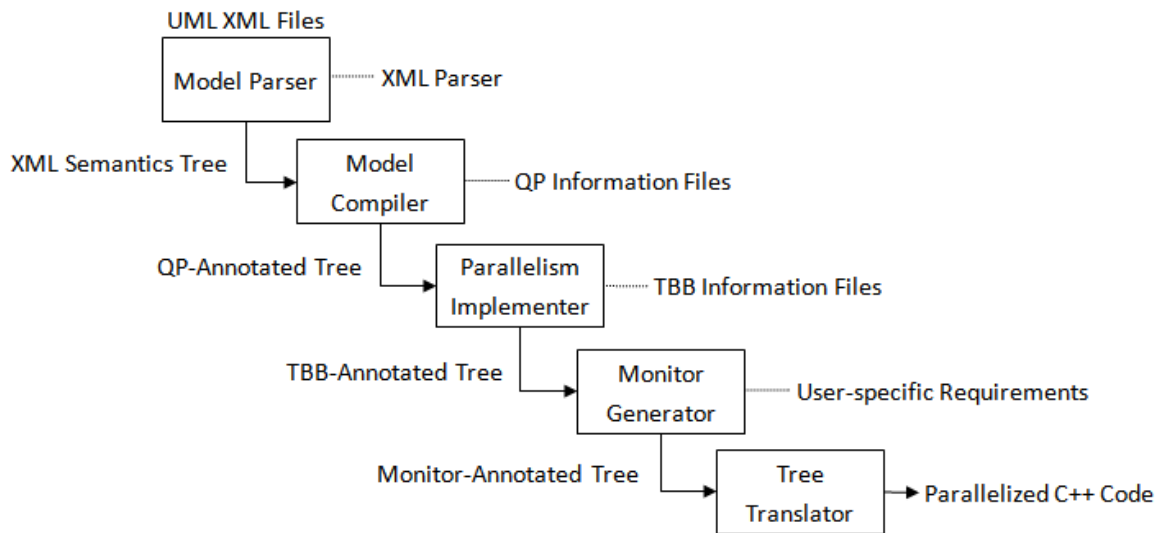 UML XML Files
Model Parser
XML Parser
XML Semantics Tree
Model
Compiler
QP Information Files
QP-Annotated Tree
Parallelism
Implementer
TBB Information Files
TBB-Annotated Tree
Monitor
Generator
User-specific Requirements
Monitor-Annotated Tree
Tree
Translator
Parallelized C++ Code